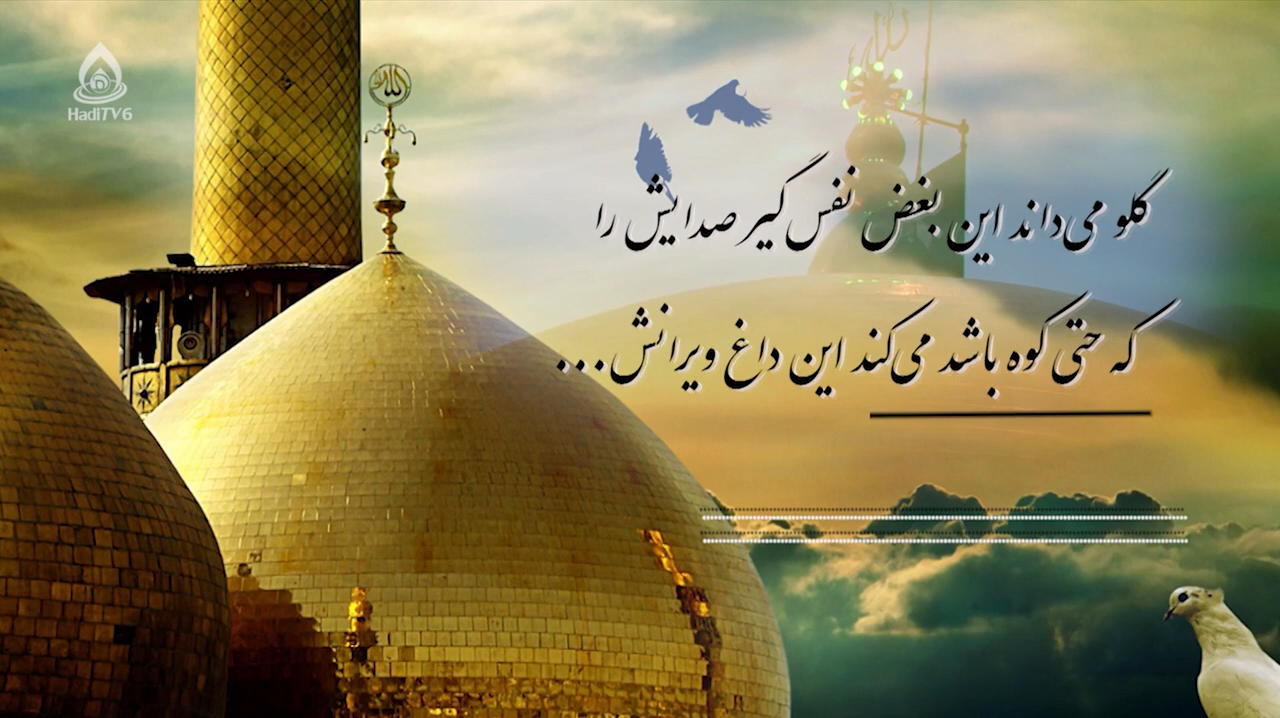 HadiTV6
الله
گلو می‌داند این بغض نفس‌گیر صدایش را
که حتی کوه باشد می‌کند این داغ ویرانش...